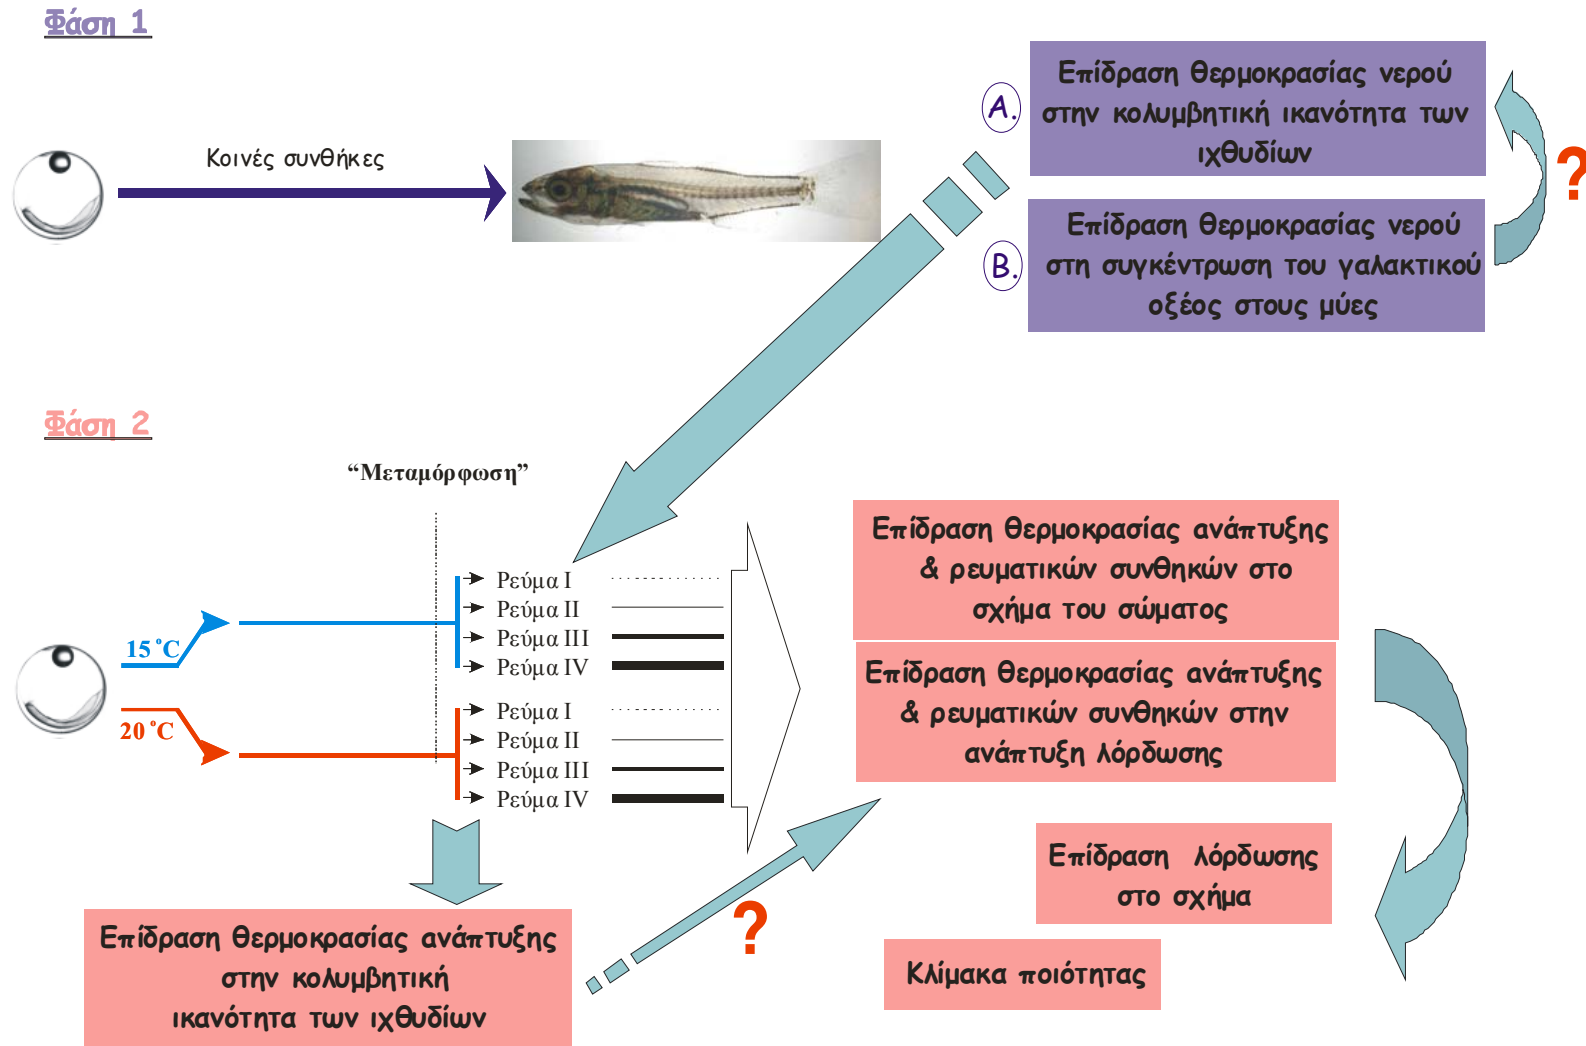 Φάση 1
Κοινές συνθήκες
Α.
Επίδραση θερμοκρασίας νερού
στην κολυμβητική ικανότητα των
ιχθυδίων
?
Β.
Επίδραση θερμοκρασίας νερού
στη συγκέντρωση του γαλακτικού
οξέος στους μύες
Φάση 2
“Μεταμόρφωση”
15 °C
20 °C
Ρεύμα I
Ρεύμα II
Ρεύμα III
Ρεύμα IV
Ρεύμα I
Ρεύμα II
Ρεύμα III
Ρεύμα IV
Επίδραση θερμοκρασίας ανάπτυξης
& ρευματικών συνθηκών στο
σχήμα του σώματος
Επίδραση θερμοκρασίας ανάπτυξης
& ρευματικών συνθηκών στην
ανάπτυξη λόρδωσης
Επίδραση λόρδωσης
στο σχήμα
Κλίμακα ποιότητας
?
Επίδραση θερμοκρασίας ανάπτυξης
στην κολυμβητική
ικανότητα των ιχθυδίων